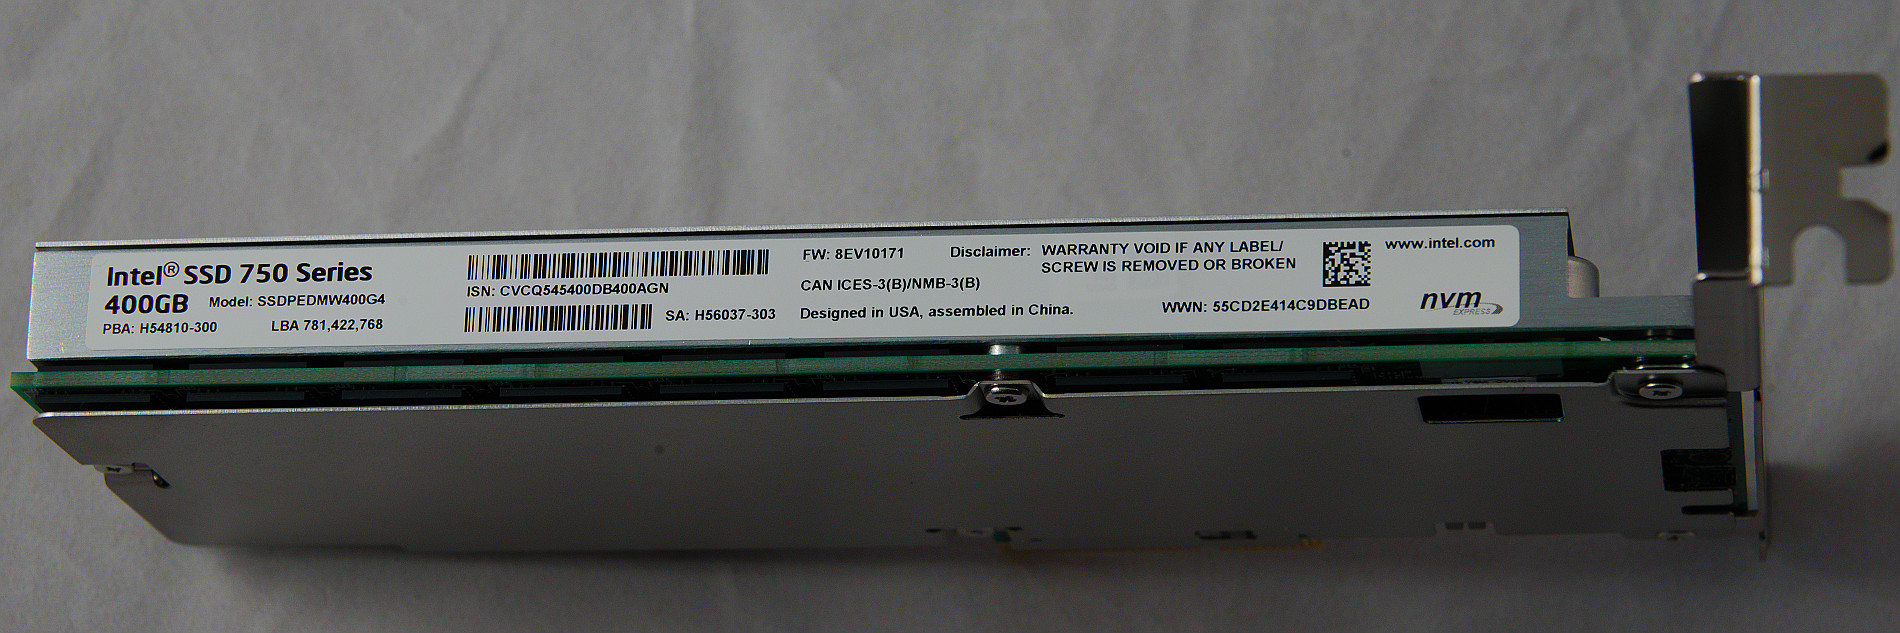 Intel® SSD 750 Series
400GB Model: SSDPEDMW400G4
PBA: H54810-300 LBA 781,422,768
ISN: CVCQ545400DB400AGN
SA: H56037-303
FW: 8EV10171
CAN ICES-3(B)/NMB-3(B)
Designed in USA, assembled in China.
Disclaimer: WARRANTY VOID IF ANY LABEL/
SCREW IS REMOVED OR BROKEN
WWN: 55CD2E414C9DBEAD
www.intel.com
nvm
EXPRESS